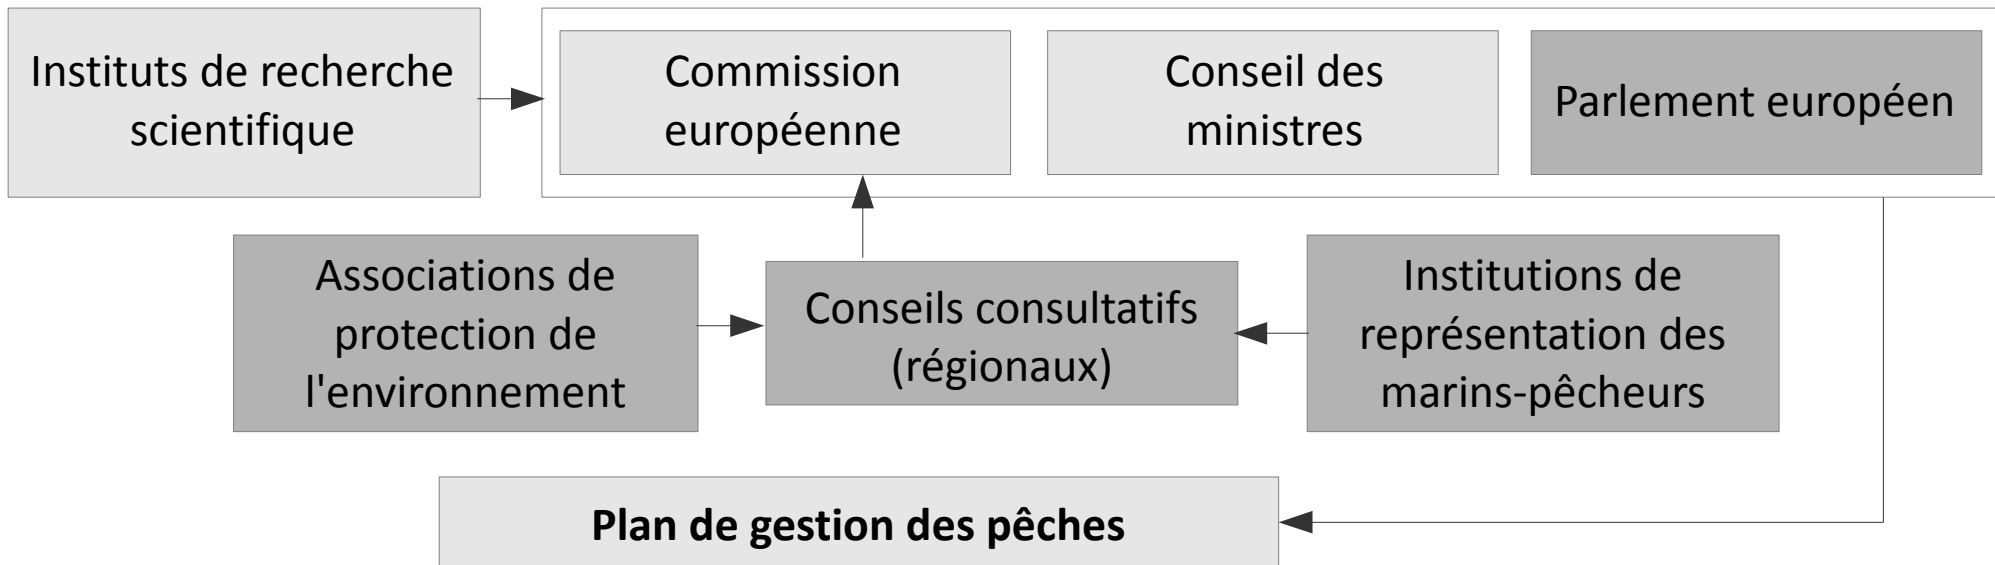 Instituts de recherche
scientifique
Commission
européenne
Conseil des
ministres
Parlement européen
Associations de
protection de
l'environnement
Conseils consultatifs
(régionaux)
Institutions de
représentation des
marins-pêcheurs
Plan de gestion des pêches